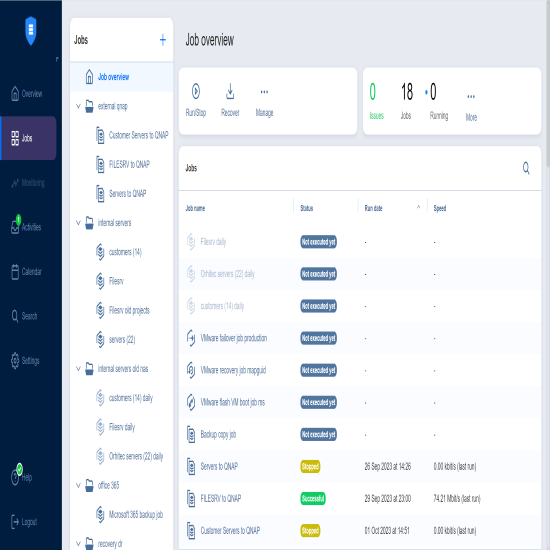 Overview
Jobs
Monitoring
1
Activities
Calendar
Search
Settings
Help
Logout
Jobs
+
Job overview
external qnap
Customer Servers to QNAP
FILESRV to QNAP
Servers to QNAP
internal servers
customers (14)
Filesrv
Filesrv old projects
servers (22)
internal servers old nas
customers (14) daily
Filesrv daily
Orhitec servers (22) daily
office 365
Microsoft 365 backup job
recovery dr
Job overview
Run/Stop
Recover
Manage
0
Issues
18
Jobs
0
Running
More
Jobs
Job name Status Run date Speed
Filesrv daily Not executed yet - -
Orhitec servers (22) daily Not executed yet - -
customers (14) daily Not executed yet - -
VMware failover job production Not executed yet - -
VMware recovery job mapguid Not executed yet - -
VMware flash VM boot job ms Not executed yet - -
Backup copy job Not executed yet - -
Servers to QNAP Stopped 26 Sep 2023 at 14:26 0.00 kbit/s (last run)
FILESRV to QNAP Successful 29 Sep 2023 at 23:00 74.21 Mbit/s (last run)
Customer Servers to QNAP Stopped 01 Oct 2023 at 14:51 0.00 kbit/s (last run)